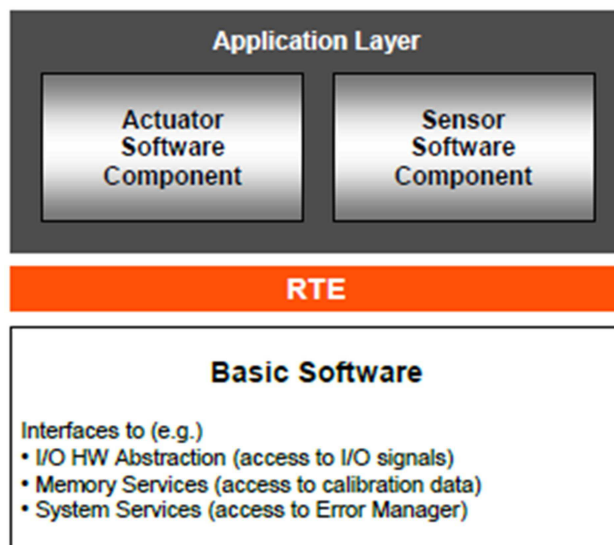 Application Layer
Actuator
Software
Component
Sensor
Software
Component
RTE
Basic Software
Interfaces to (e.g.)
• I/O HW Abstraction (access to I/O signals)
• Memory Services (access to calibration data)
• System Services (access to Error Manager)